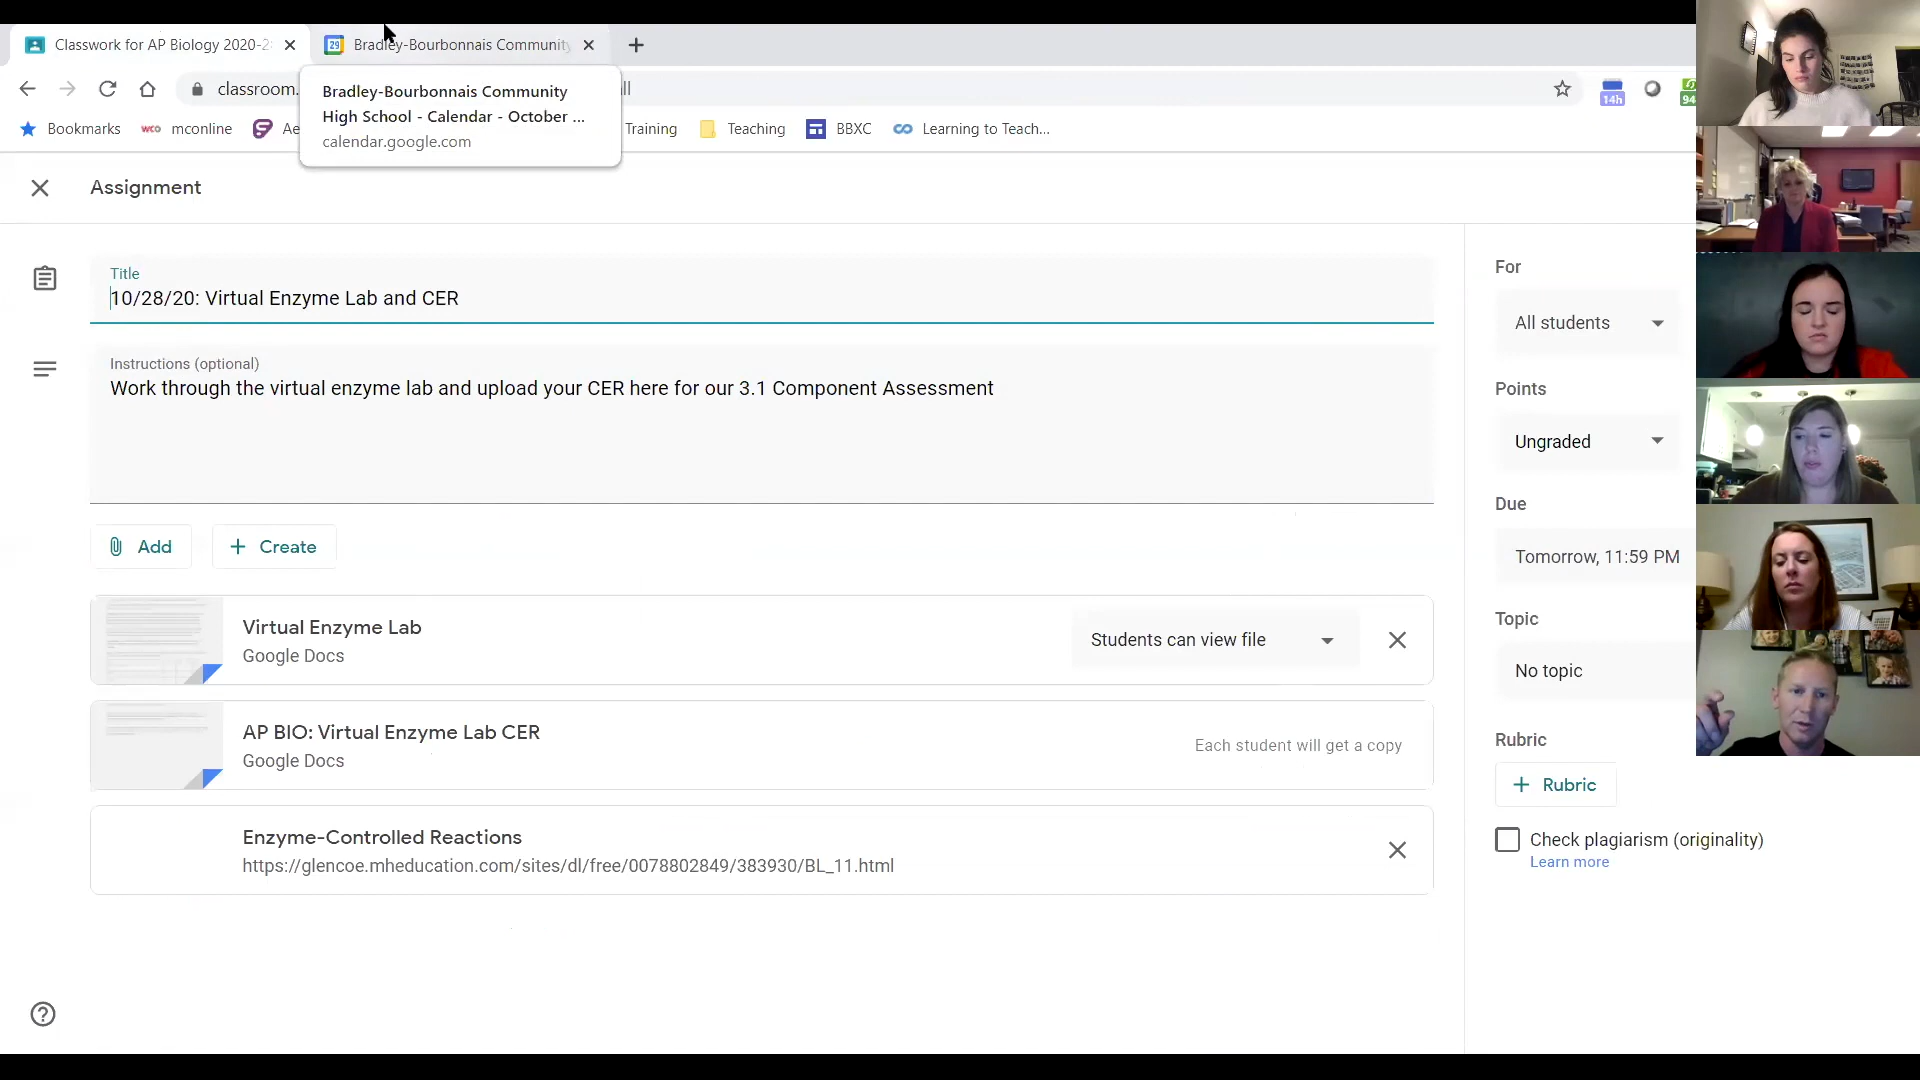 Classwork for AP Biology 2020-2
Bradley-Bourbonnais Community
classroom.
Bradley-Bourbonnais Community
High School - Calendar - October ...
calendar.google.com
ll
14h
94
Bookmarks
wco
mconline
Ae
Training
Teaching
BBXC
Learning to Teach...
Assignment
Title
10/28/20: Virtual Enzyme Lab and CER
Instructions (optional)
Work through the virtual enzyme lab and upload your CER here for our 3.1 Component Assessment
Add
Create
Virtual Enzyme Lab
Google Docs
Students can view file
AP BIO: Virtual Enzyme Lab CER
Google Docs
Each student will get a copy
Enzyme-Controlled Reactions
https://glencoe.mheducation.com/sites/dl/free/0078802849/383930/BL_11.html
For
All students
Points
Ungraded
Due
Tomorrow, 11:59 PM
Topic
No topic
Rubric
Rubric
Check plagiarism (originality)
Learn more